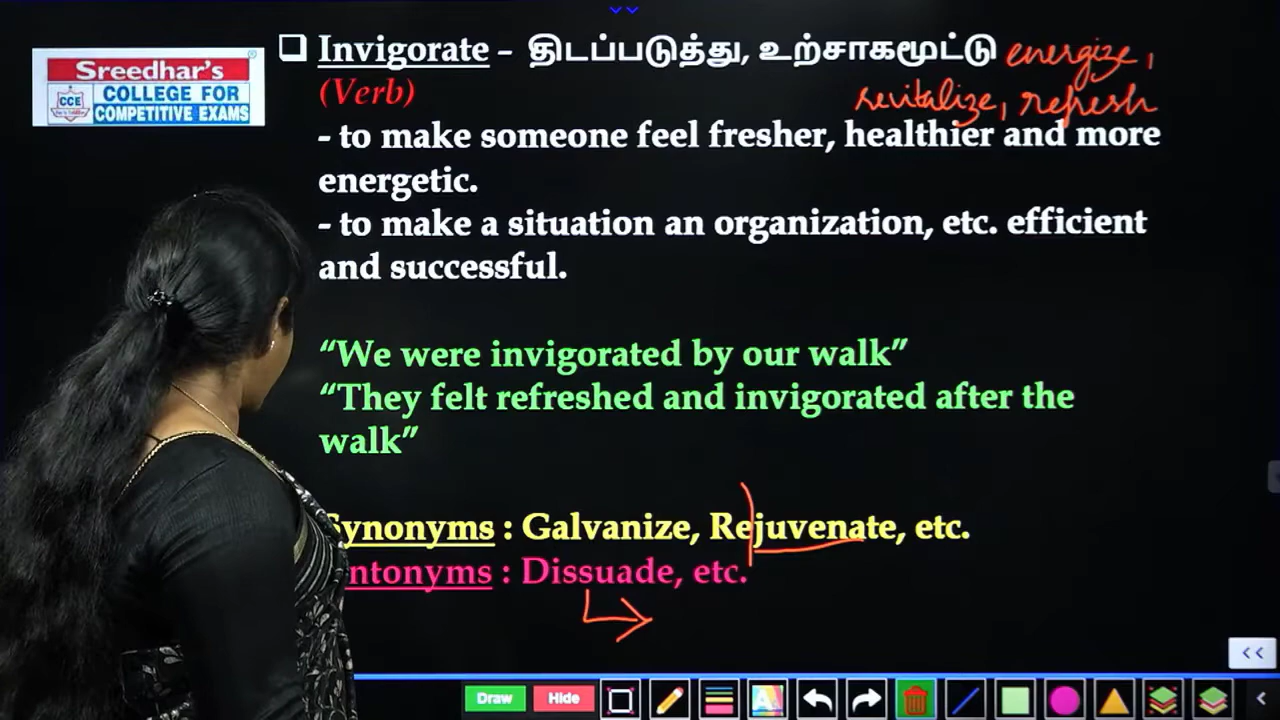 Sreedhar's
CCE
COLLEGE FOR
COMPETITIVE EXAMS
Invigorate – திடப்படுத்து, உற்சாகமூட்டு energize,
(Verb) revitalize, refresh
- to make someone feel fresher, healthier and more
energetic.
- to make a situation an organization, etc. efficient
and successful.
“We were invigorated by our walk”
“They felt refreshed and invigorated after the
walk”
Synonyms : Galvanize, Rejuvenate, etc.
Antonyms : Dissuade, etc.
<<
Draw Hide